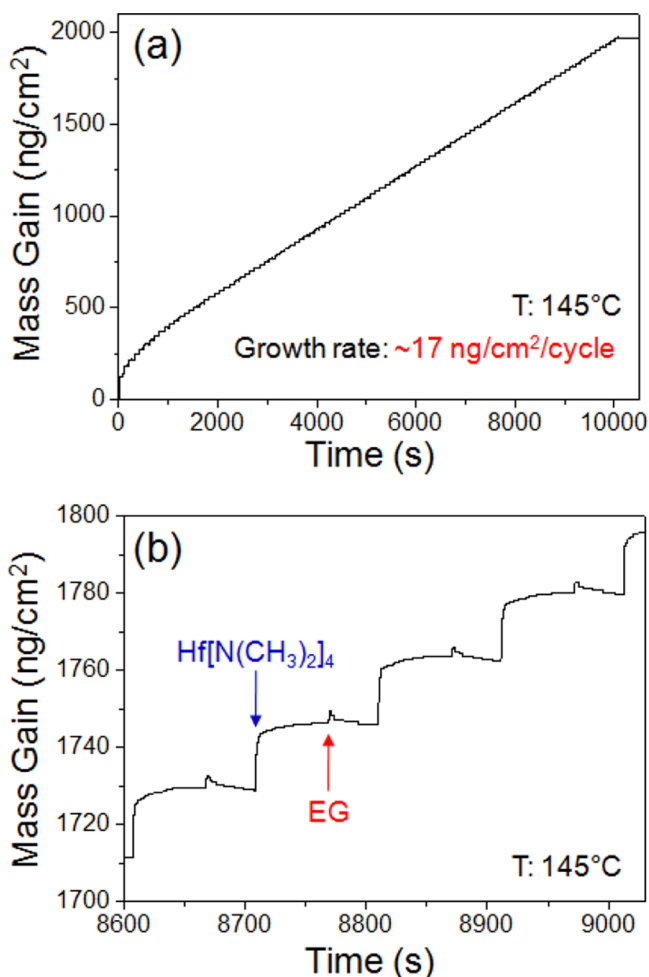 (a)
Mass Gain (ng/cm²)
2000
1500
1000
500
0
T: 145°C
Growth rate: ~17 ng/cm²/cycle
0 2000 4000 6000 8000 10000
Time (s)
(b)
Mass Gain (ng/cm²)
1800
1780
1760
1740
1720
1700
Hf[N(CH₃)₂]₄
EG
T: 145°C
8600 8700 8800 8900 9000
Time (s)